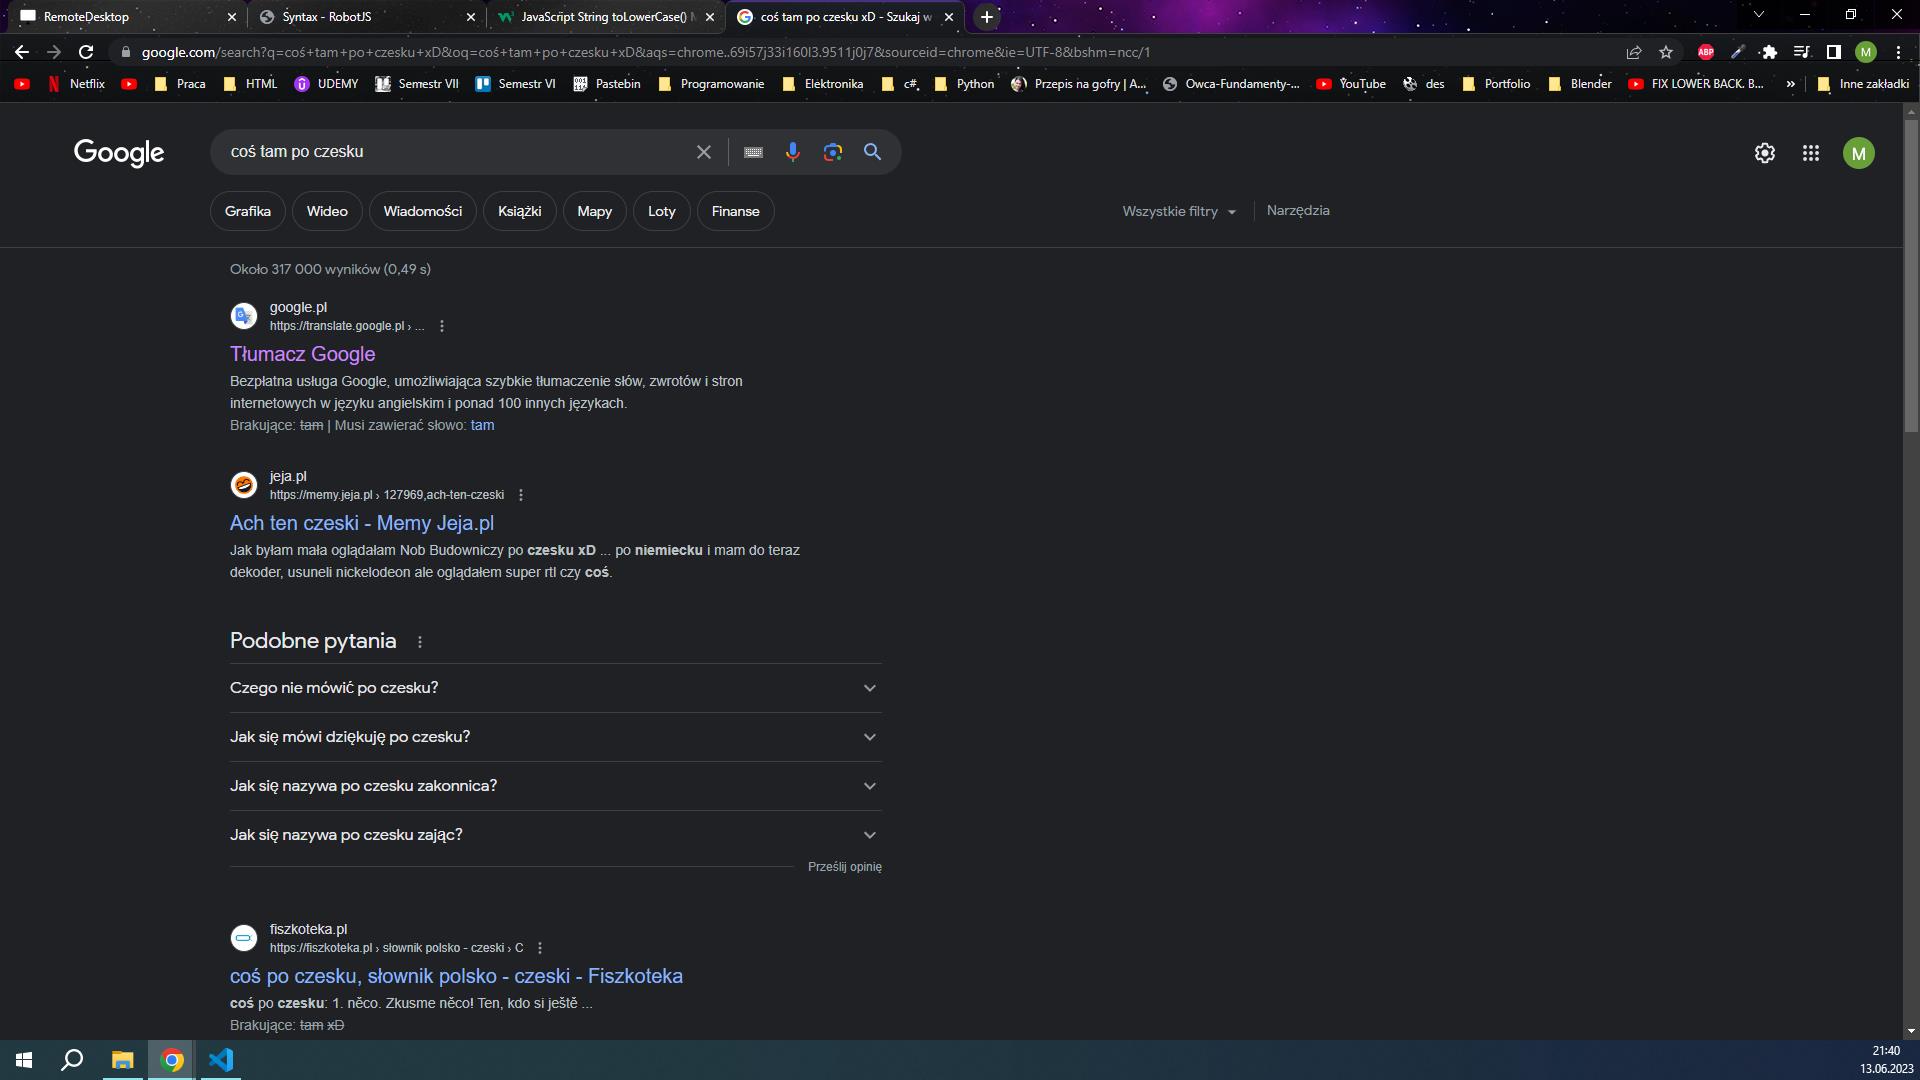 RemoteDesktop
Syntax - RobotJS
JavaScript String toLowerCase() M
coś tam po czesku xD - Szukaj w
google.com/search?q=coś+tam+po+czesku+xD&oq=coś+tam+po+czesku+xD&aqs=chrome..69i57j33i160l3.9511j0j7&sourceid=chrome&ie=UTF-8&bshm=ncc/1
ABP
M
Netflix
Praca
HTML
UDEMY
Semestr VII
Semestr VI
Pastebin
Programowanie
Elektronika
c#.
Python
Przepis na gofry | A...
Owca-Fundamenty-...
YouTube
des
Portfolio
Blender
FIX LOWER BACK. B...
»
Inne zakładki
Google
coś tam po czesku
M
Grafika
Wideo
Wiadomości
Książki
Mapy
Loty
Finanse
Wszystkie filtry
Narzędzia
Około 317 000 wyników (0,49 s)
google.pl
https://translate.google.pl › ...
Tłumacz Google
Bezpłatna usługa Google, umożliwiająca szybkie tłumaczenie słów, zwrotów i stron
internetowych w języku angielskim i ponad 100 innych językach.
Brakujące: tam | Musi zawierać słowo: tam
jeja.pl
https://memy.jeja.pl › 127969,ach-ten-czeski
Ach ten czeski - Memy Jeja.pl
Jak byłam mała oglądałam Nob Budowniczy po czesku xD ... po niemiecku i mam do teraz
dekoder, usuneli nickelodeon ale oglądałem super rtl czy coś.
Podobne pytania
Czego nie mówić po czesku?
Jak się mówi dziękuję po czesku?
Jak się nazywa po czesku zakonnica?
Jak się nazywa po czesku zając?
Prześlij opinię
fiszkoteka.pl
https://fiszkoteka.pl › słownik polsko - czeski › C
coś po czesku, słownik polsko - czeski - Fiszkoteka
coś po czesku: 1. něco. Zkusme něco! Ten, kdo si ještě ...
Brakujące: tam xD
21:40
13.06.2023